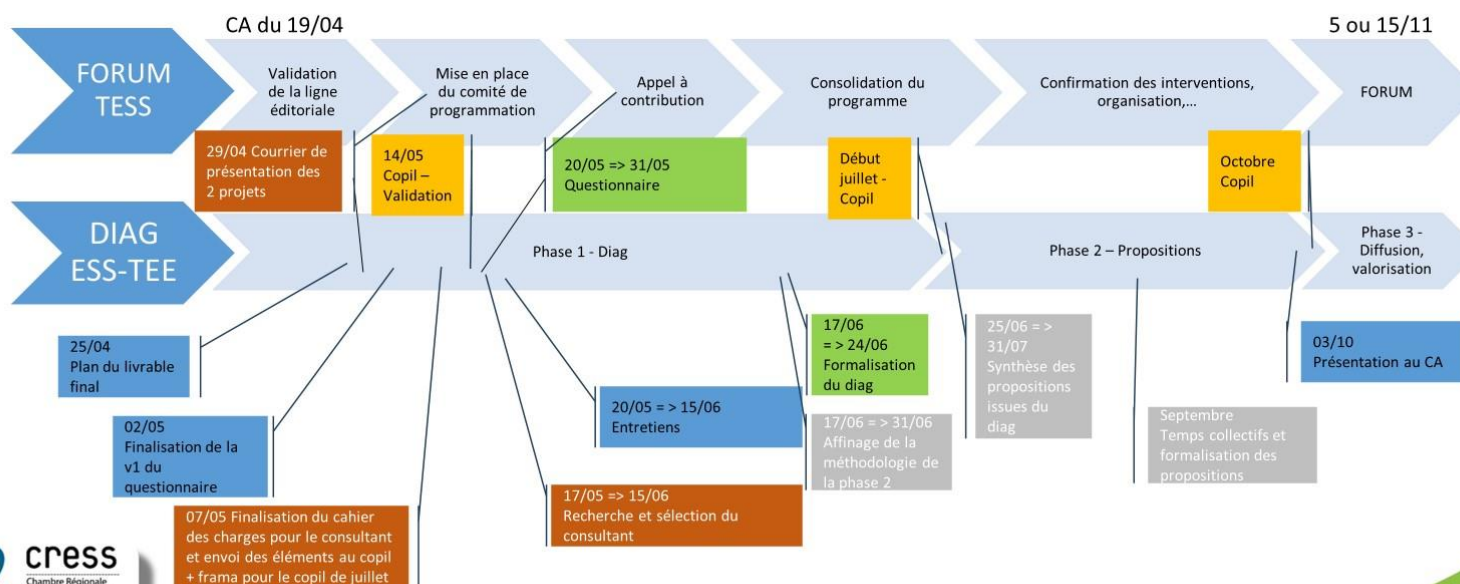 CA du 19/04
5 ou 15/11
FORUM
TESS
Validation
de la ligne
éditoriale
Mise en place
du comité de
programmation
Appel à
contribution
Consolidation du
programme
Confirmation des interventions,
organisation,...
FORUM
29/04 Courrier de
présentation des
2 projets
14/05
Copil –
Validation
20/05 => 31/05
Questionnaire
Début
juillet -
Copil
Octobre
Copil
DIAG
ESS-TEE
Phase 1 - Diag
Phase 2 – Propositions
Phase 3 -
Diffusion,
valorisation
25/04
Plan du livrable
final
02/05
Finalisation de la
v1 du
questionnaire
07/05 Finalisation du cahier
des charges pour le consultant
et envoi des éléments au copil
+ frama pour le copil de juillet
20/05 = > 15/06
Entretiens
17/05 => 15/06
Recherche et sélection du
consultant
17/06
= > 24/06
Formalisation
du diag
17/06 = > 31/06
Affinage de la
méthodologie de
la phase 2
25/06 = >
31/07
Synthèse des
propositions
issues du
diag
Septembre
Temps collectifs et
formalisation des
propositions
03/10
Présentation au CA
cress
Chambre Régionale